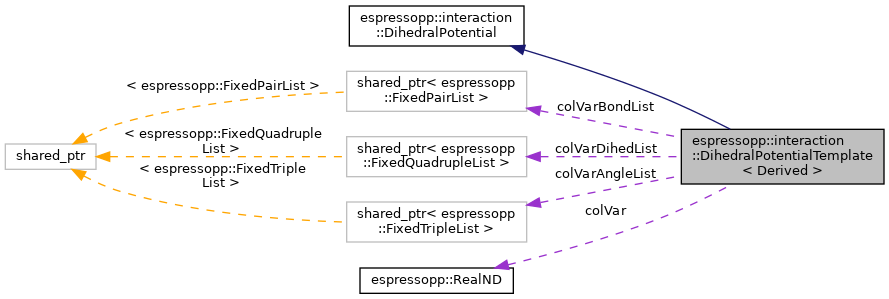 espressopp::interaction
::DihedralPotential
< espressopp::FixedPairList >
shared_ptr< espressopp
::FixedPairList >
colVarBondList
shared_ptr
< espressopp::FixedQuadruple
List >
shared_ptr< espressopp
::FixedQuadrupleList >
colVarDihedList
espressopp::interaction
::DihedralPotentialTemplate
< Derived >
< espressopp::FixedTriple
List >
shared_ptr< espressopp
::FixedTripleList >
colVarAngleList
colVar
espressopp::RealND